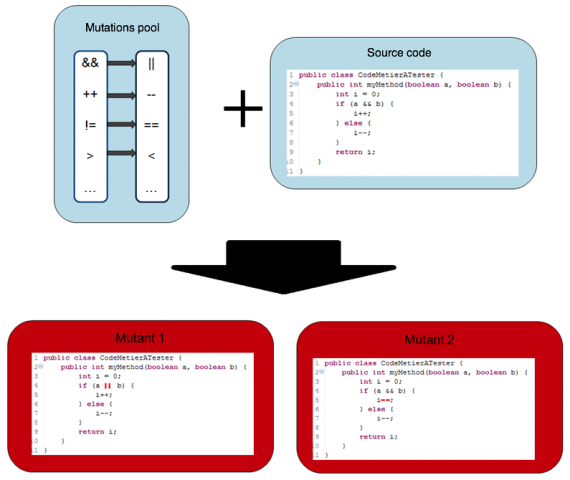 Mutations pool
&& ||
++ --
!= ==
> <
... ...
+
Source code
1 public class CodeMetierATester {
2 public int myMethod(boolean a, boolean b) {
3 int i = 0;
4 if (a && b) {
5 i++;
6 } else {
7 i--;
8 }
9 return i;
10 }
11 }
Mutant 1
1 public class CodeMetierATester {
2 public int myMethod(boolean a, boolean b) {
3 int i = 0;
4 if (a || b) {
5 i++;
6 } else {
7 i--;
8 }
9 return i;
10 }
11 }
Mutant 2
1 public class CodeMetierATester {
2 public int myMethod(boolean a, boolean b) {
3 int i = 0;
4 if (a && b) {
5 i==;
6 } else {
7 i--;
8 }
9 return i;
10 }
11 }